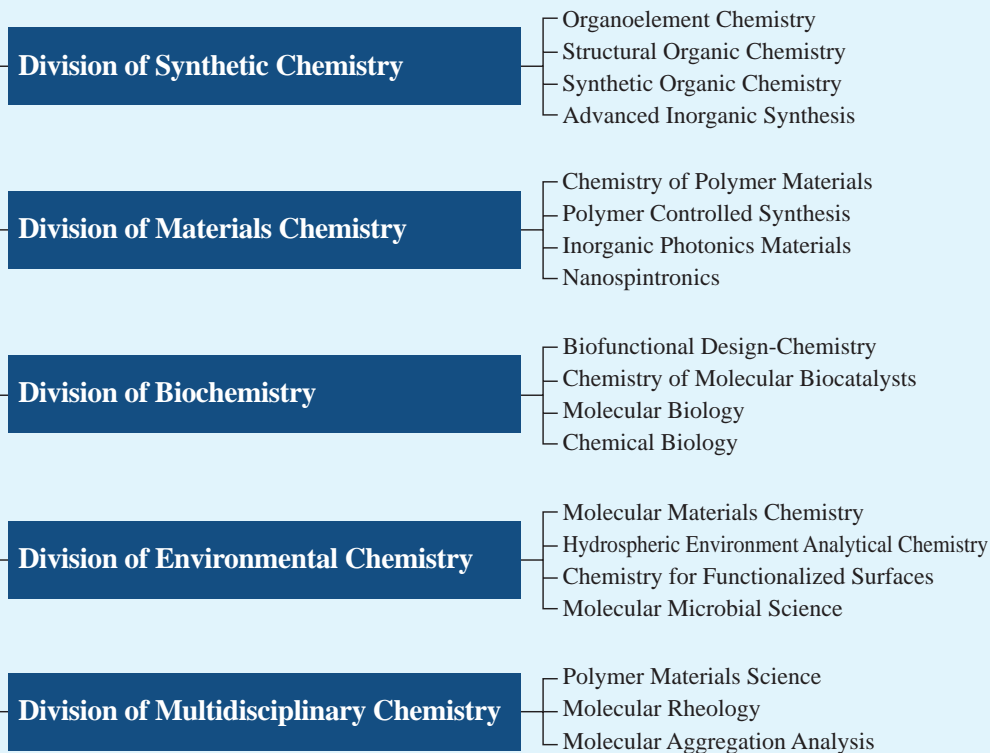 Division of Synthetic Chemistry
Organoelement Chemistry
Structural Organic Chemistry
Synthetic Organic Chemistry
Advanced Inorganic Synthesis
Division of Materials Chemistry
Chemistry of Polymer Materials
Polymer Controlled Synthesis
Inorganic Photonics Materials
Nanospintronics
Division of Biochemistry
Biofunctional Design-Chemistry
Chemistry of Molecular Biocatalysts
Molecular Biology
Chemical Biology
Division of Environmental Chemistry
Molecular Materials Chemistry
Hydrospheric Environment Analytical Chemistry
Chemistry for Functionalized Surfaces
Molecular Microbial Science
Division of Multidisciplinary Chemistry
Polymer Materials Science
Molecular Rheology
Molecular Aggregation Analysis